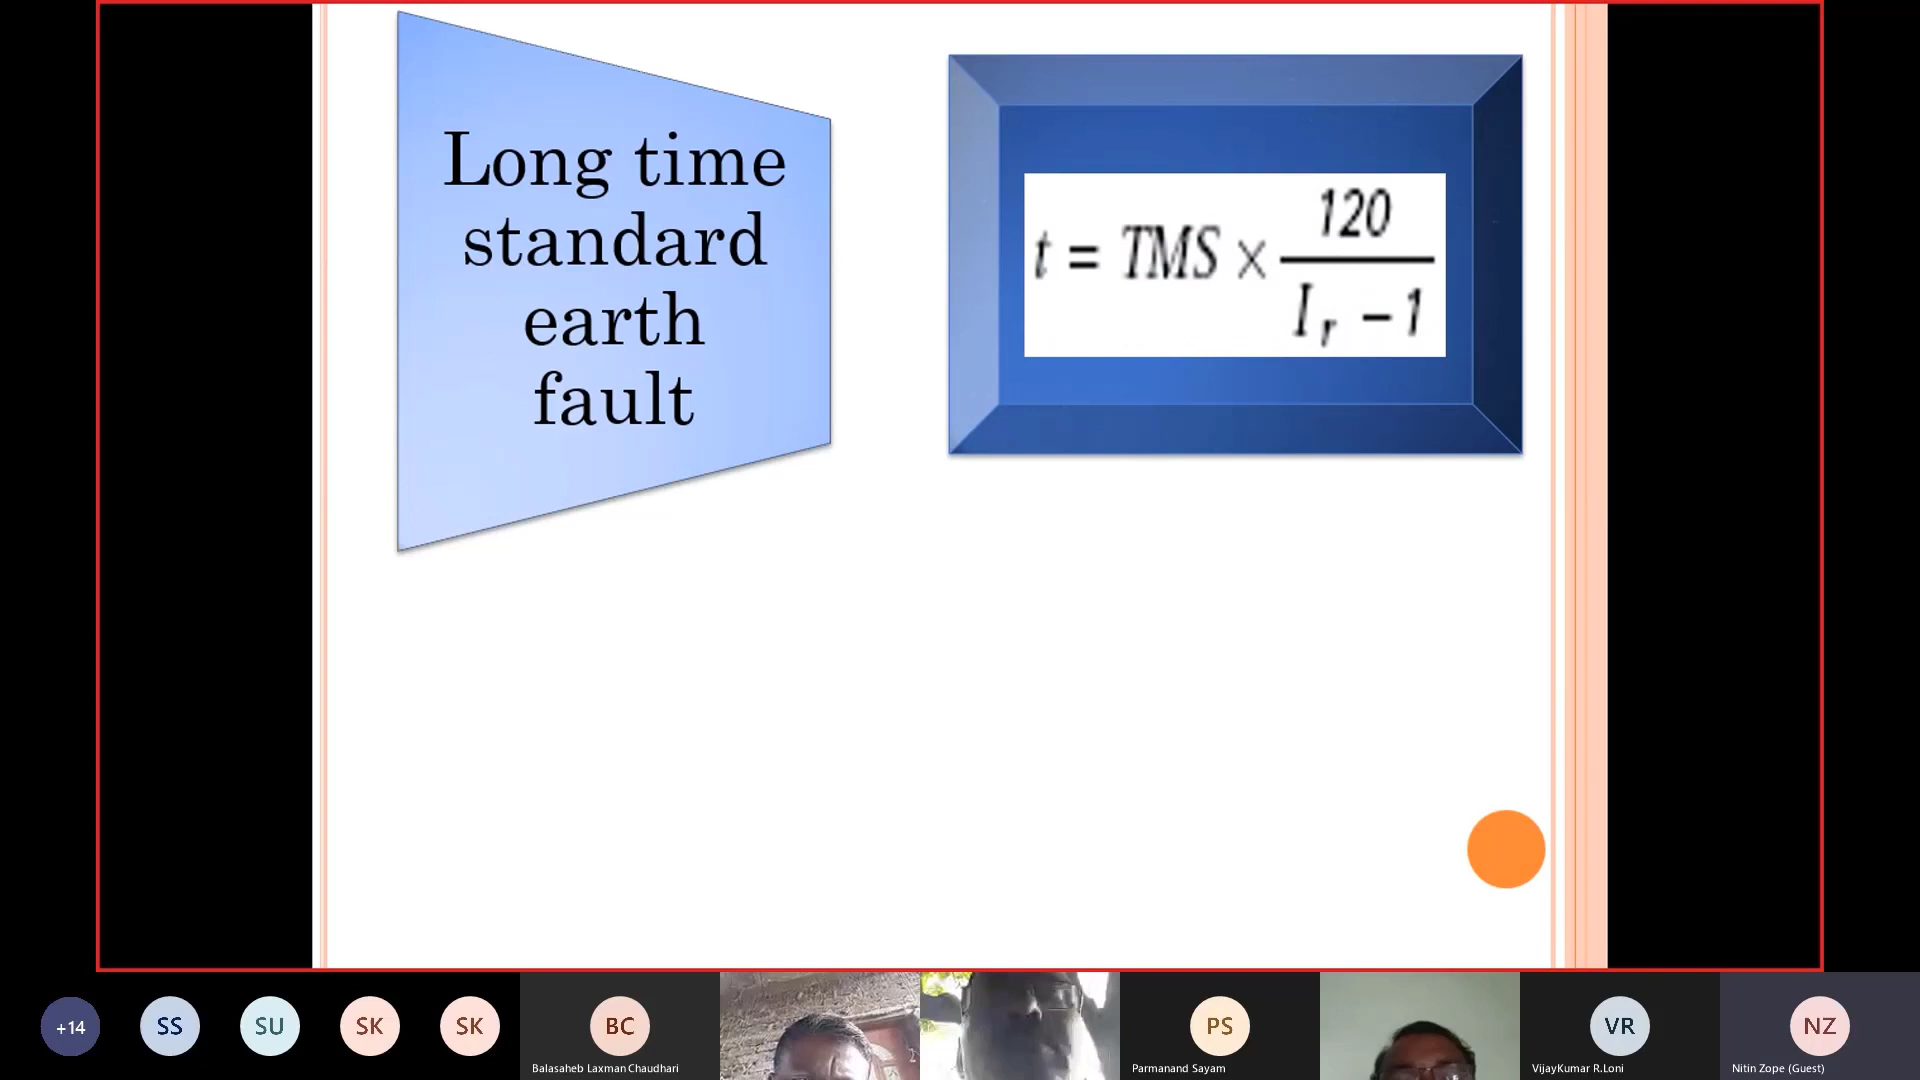 Long time
standard
earth
fault
t = TMS × 120 / I_r − 1
+14
SS
SU
SK
SK
BC
Balasaheb Laxman Chaudhari
PS
Parmanand Sayam
VR
VijayKumar R.Loni
NZ
Nitin Zope (Guest)